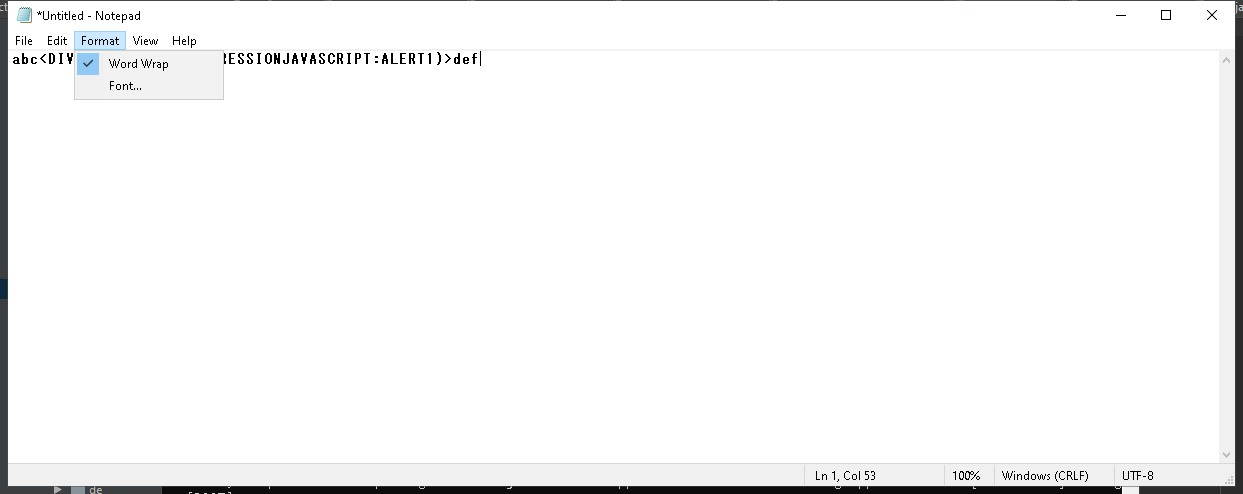 *Untitled - Notepad
File Edit Format View Help
abc<DIV RESSIONJAVASCRIPT:ALERT1)>def
Word Wrap
Font...
Ln 1, Col 53 100% Windows (CRLF) UTF-8
de